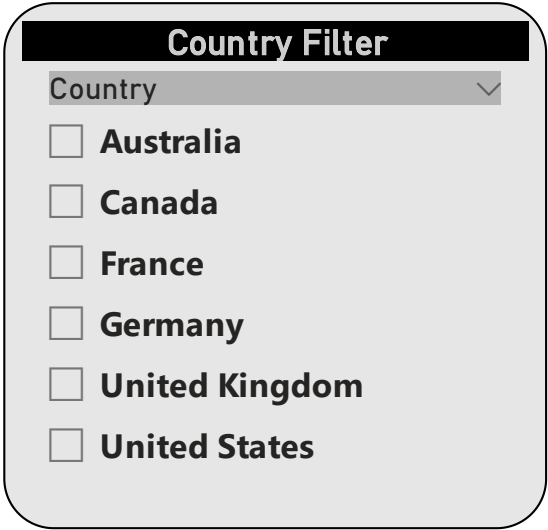 Country Filter
Country
Australia
Canada
France
Germany
United Kingdom
United States